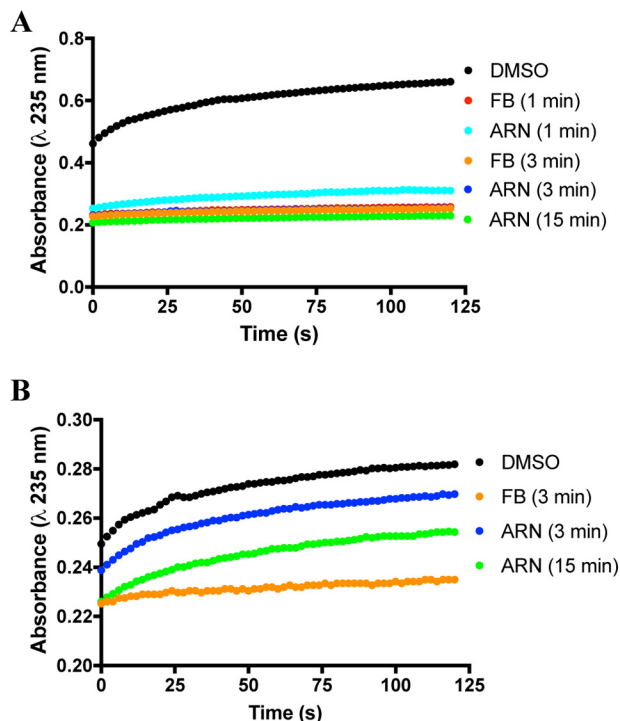 A
Absorbance (λ 235 nm)
0.8
0.6
0.4
0.2
0.0
0
25
50
75
100
125
Time (s)
DMSO
FB (1 min)
ARN (1 min)
FB (3 min)
ARN (3 min)
ARN (15 min)
B
Absorbance (λ 235 nm)
0.30
0.28
0.26
0.24
0.22
0.20
0
25
50
75
100
125
Time (s)
DMSO
FB (3 min)
ARN (3 min)
ARN (15 min)